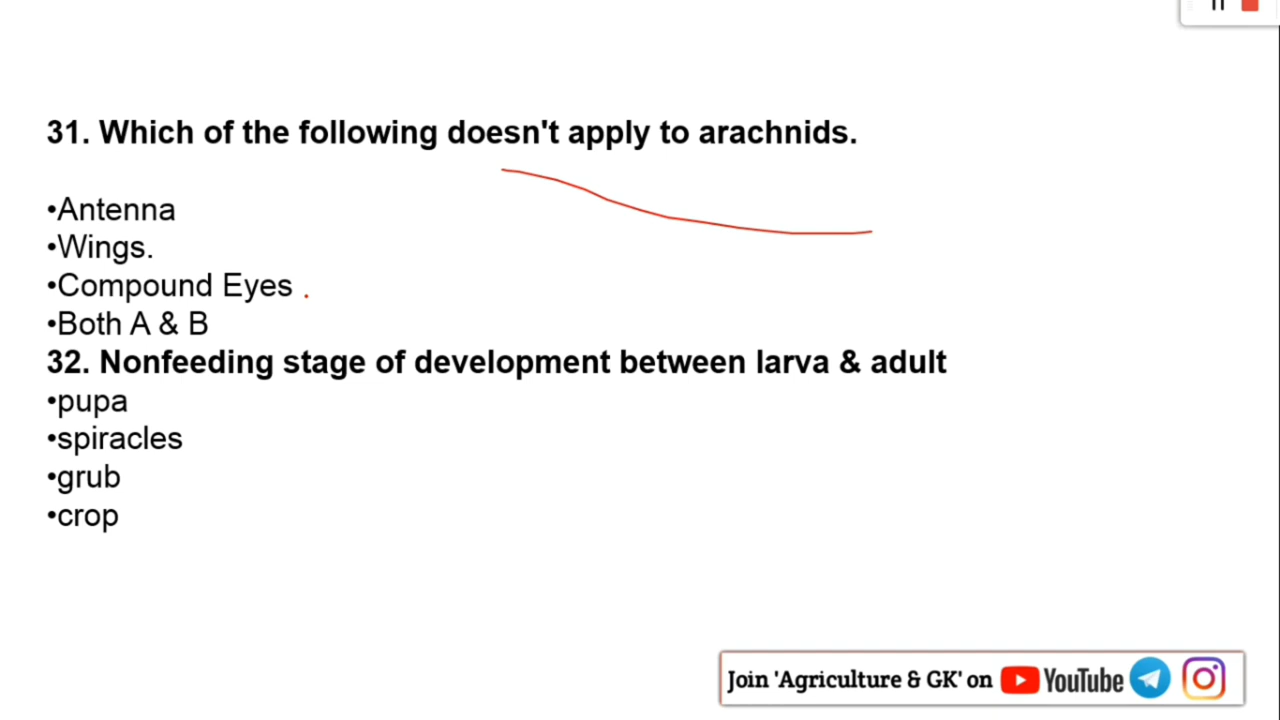 31. Which of the following doesn't apply to arachnids.
•Antenna
•Wings.
•Compound Eyes .
•Both A & B
32. Nonfeeding stage of development between larva & adult
•pupa
•spiracles
•grub
•crop
Join 'Agriculture & GK' on YouTube